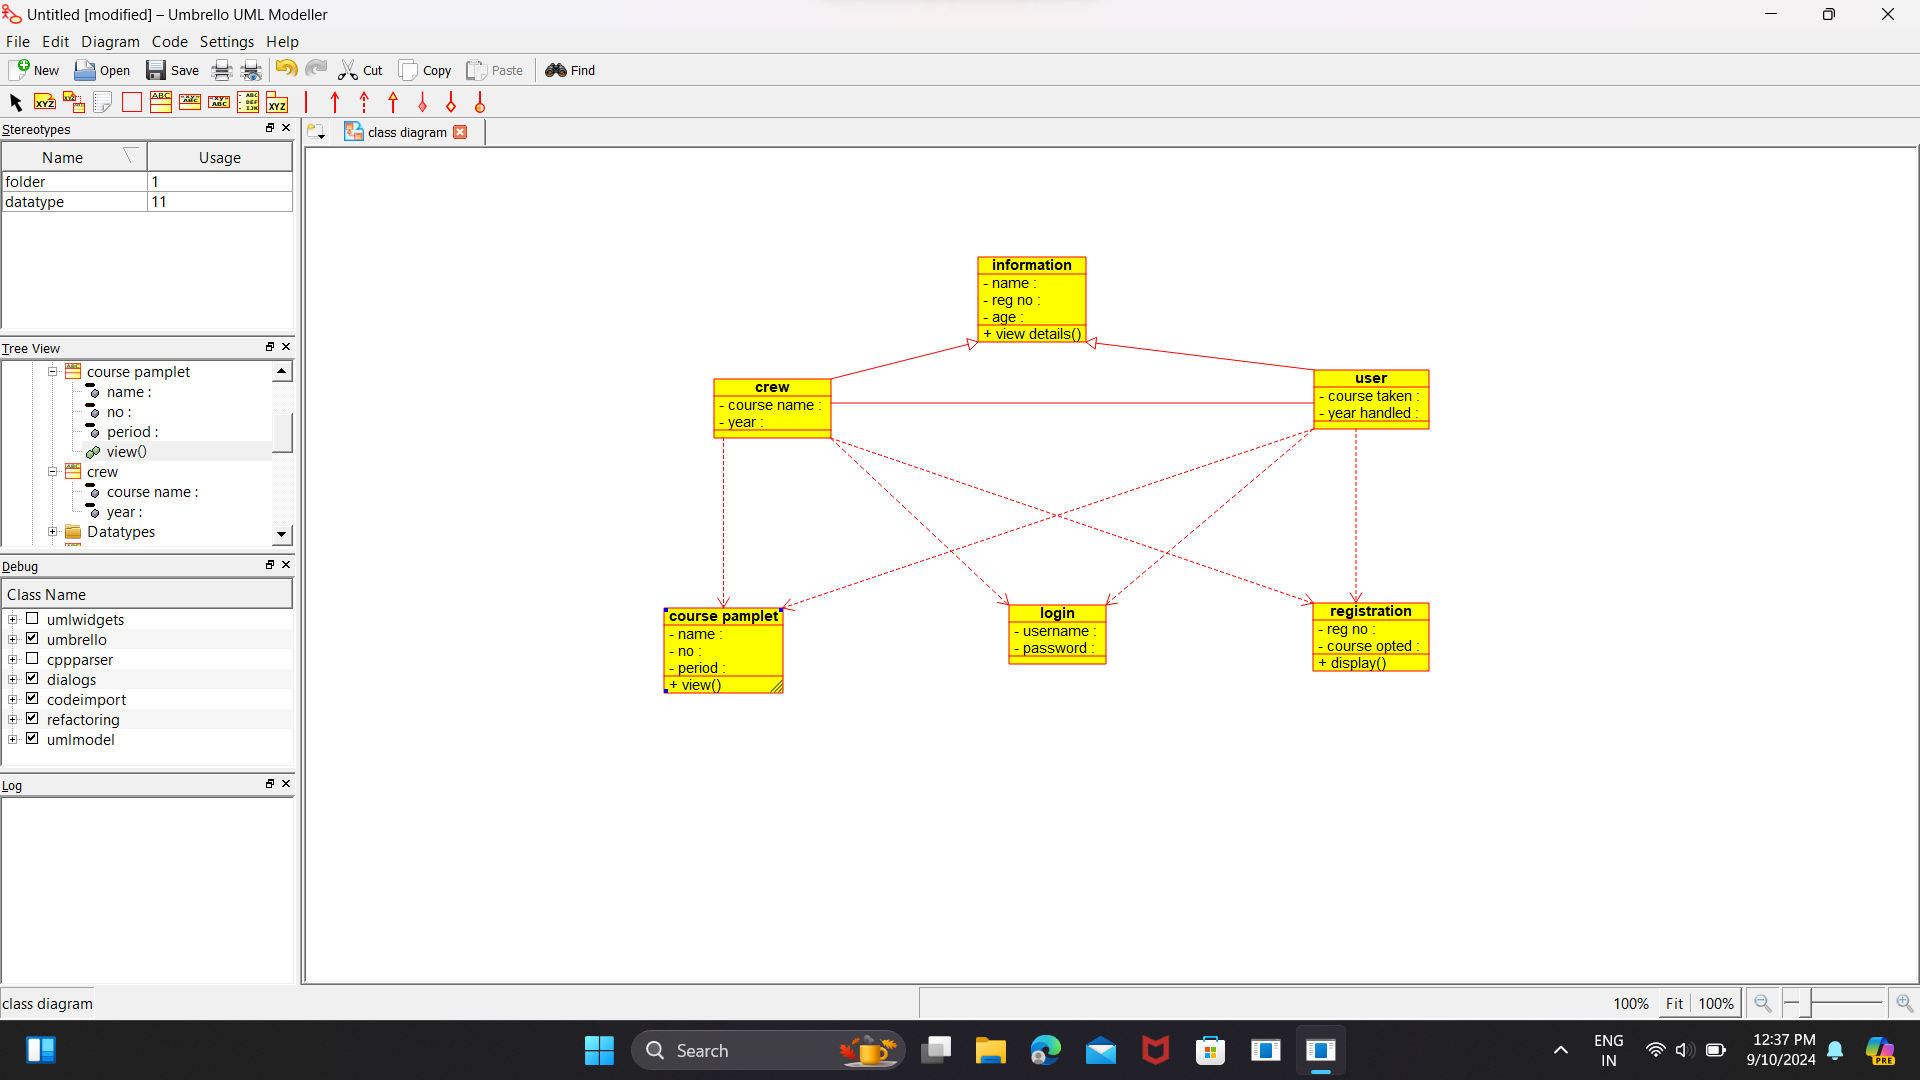 Untitled [modified] – Umbrello UML Modeller
File Edit Diagram Code Settings Help
New Open Save Cut Copy Paste Find
Stereotypes
class diagram
Name Usage
folder 1
datatype 11
Tree View
course pamplet
name :
no :
period :
view()
crew
course name :
year :
Datatypes
Debug
Class Name
umlwidgets
umbrello
cppparser
dialogs
codeimport
refactoring
umlmodel
Log
information
- name :
- reg no :
- age :
+ view details()
crew
- course name :
- year :
user
- course taken :
- year handled :
course pamplet
- name :
- no :
- period :
+ view()
login
- username :
- password :
registration
- reg no :
- course opted :
+ display()
class diagram
100% Fit 100%
Search
ENG
IN
12:37 PM
9/10/2024
PRE